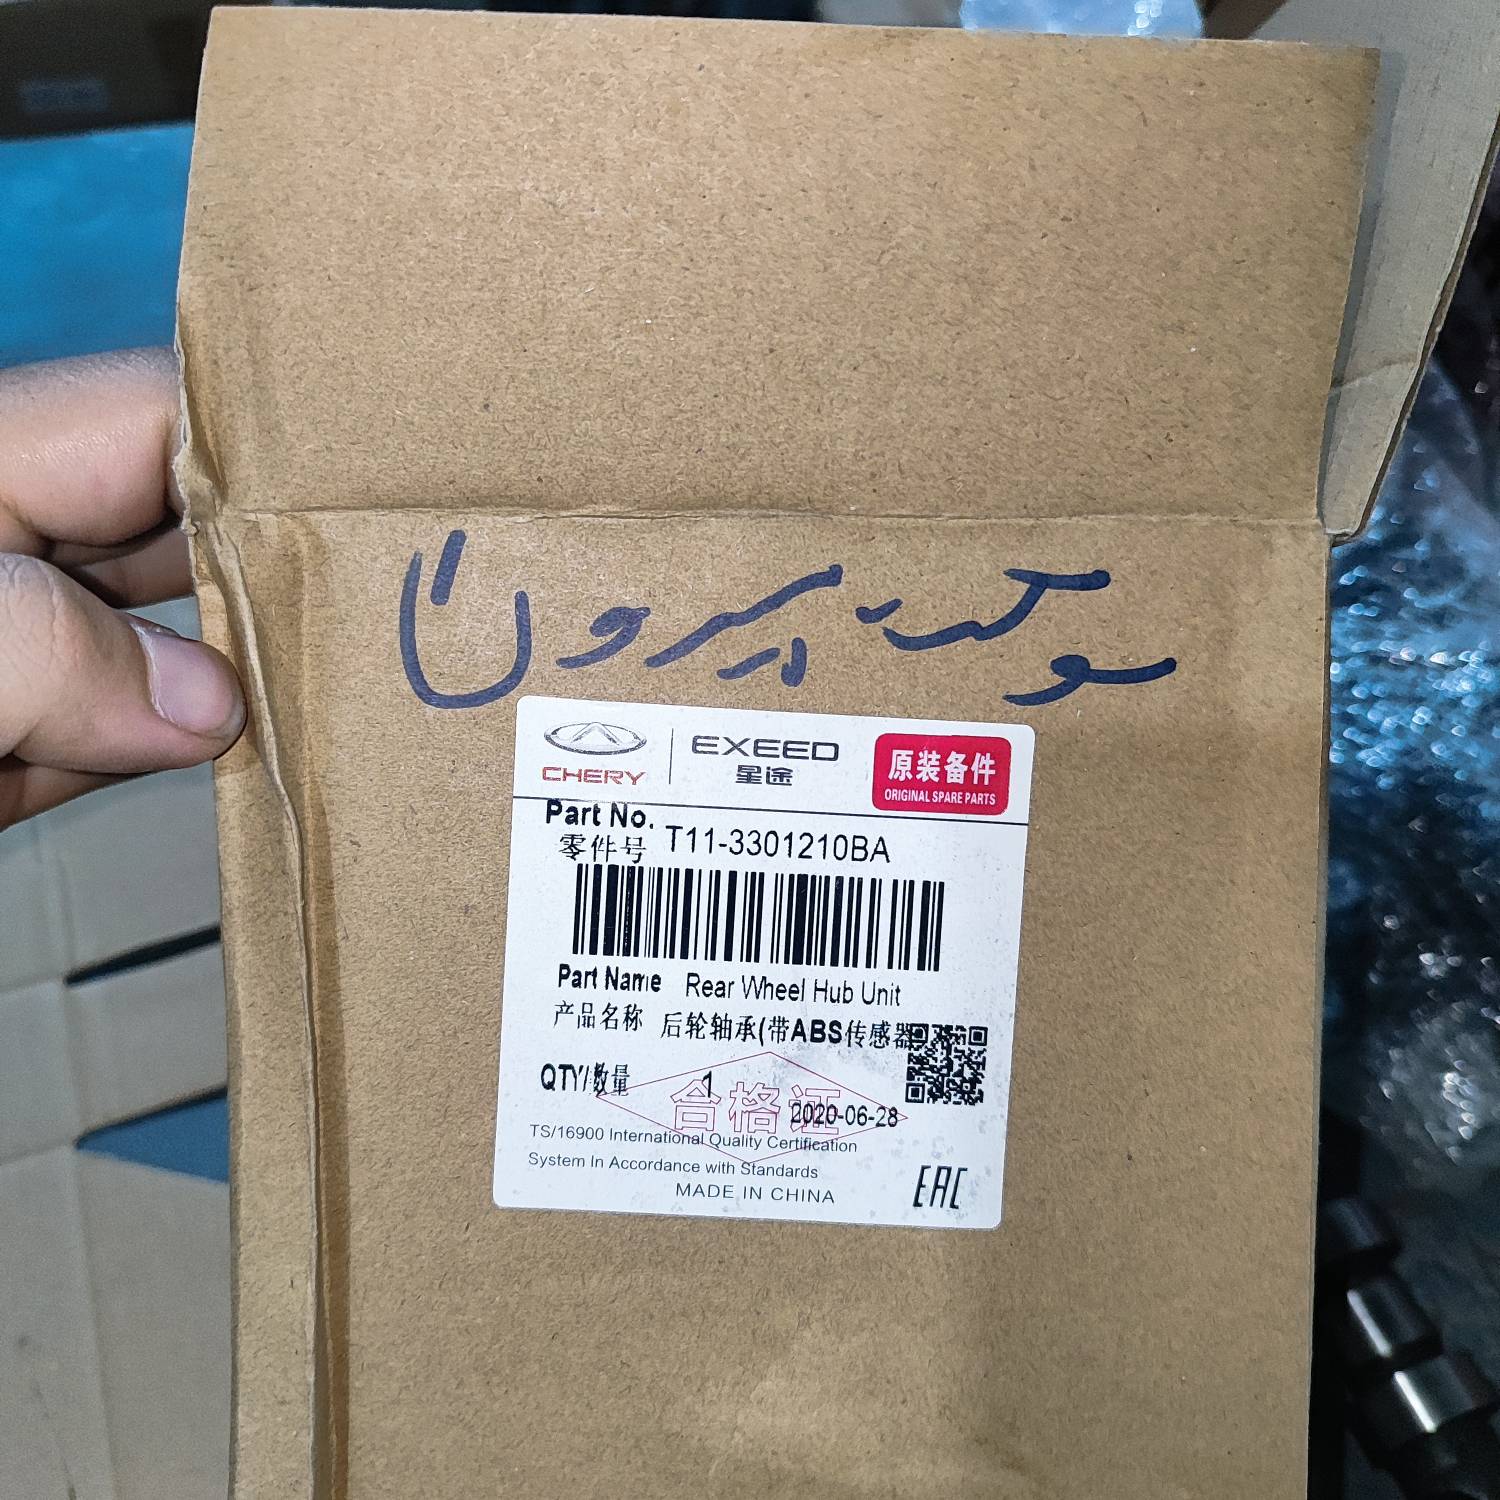 CHERY
EXEED
星途
原装备件
ORIGINAL SPARE PARTS
Part No.
零件号 T11-3301210BA
Part Name Rear Wheel Hub Unit
产品名称 后轮轴承(带ABS传感器
QTY/数量 1
合格证
2020-06-28
TS/16900 International Quality Certification
System In Accordance with Standards
MADE IN CHINA
EAC